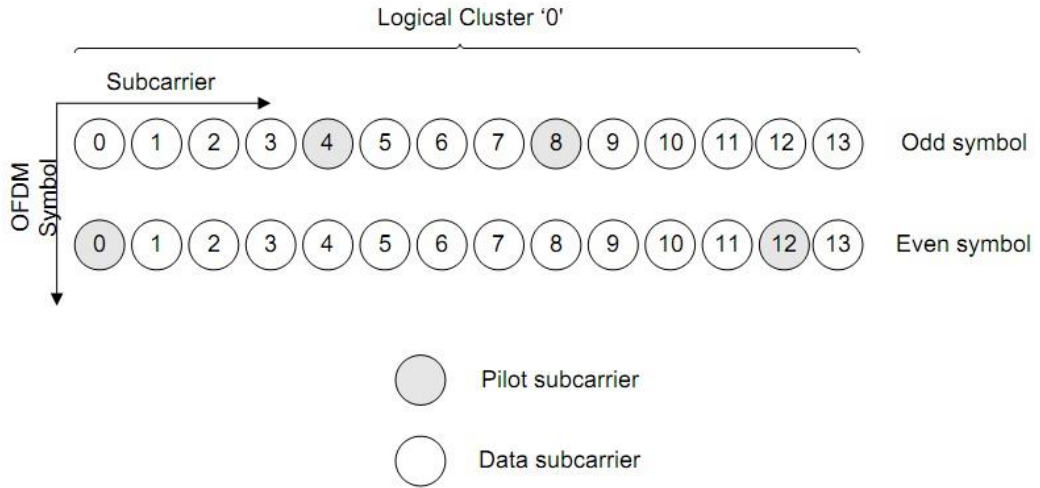 Logical Cluster ‘0’
Subcarrier
OFDM
Symbol
0 1 2 3 4 5 6 7 8 9 10 11 12 13 Odd symbol
0 1 2 3 4 5 6 7 8 9 10 11 12 13 Even symbol
Pilot subcarrier
Data subcarrier